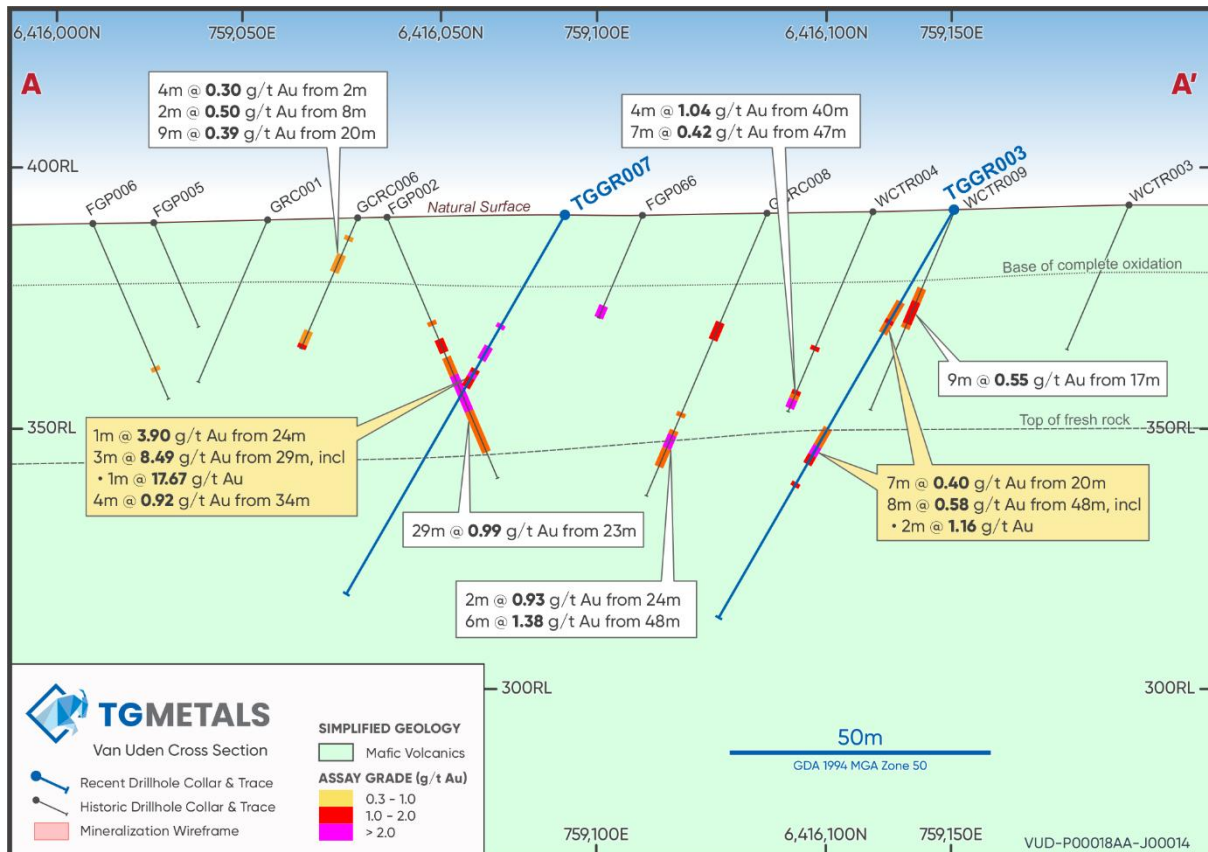 6,416,000N
759,050E
6,416,050N
759,100E
6,416,100N
759,150E
A
A'
4m @ 0.30 g/t Au from 2m
2m @ 0.50 g/t Au from 8m
9m @ 0.39 g/t Au from 20m
4m @ 1.04 g/t Au from 40m
7m @ 0.42 g/t Au from 47m
400RL
FGP006
FGP005
GRC001
GCRC006
FGP002
Natural Surface
TGGR007
FGP066
GCRC008
WCTR004
TGGR003
WCTR009
WCTR003
Base of complete oxidation
9m @ 0.55 g/t Au from 17m
350RL
Top of fresh rock
350RL
1m @ 3.90 g/t Au from 24m
3m @ 8.49 g/t Au from 29m, incl
• 1m @ 17.67 g/t Au
4m @ 0.92 g/t Au from 34m
7m @ 0.40 g/t Au from 20m
8m @ 0.58 g/t Au from 48m, incl
• 2m @ 1.16 g/t Au
29m @ 0.99 g/t Au from 23m
2m @ 0.93 g/t Au from 24m
6m @ 1.38 g/t Au from 48m
300RL
300RL
TGMETALS
Van Uden Cross Section
Recent Drillhole Collar & Trace
Historic Drillhole Collar & Trace
Mineralization Wireframe
SIMPLIFIED GEOLOGY
Mafic Volcanics
ASSAY GRADE (g/t Au)
0.3 - 1.0
1.0 - 2.0
> 2.0
50m
GDA 1994 MGA Zone 50
759,100E
6,416,100N
759,150E
VUD-P00018AA-J00014